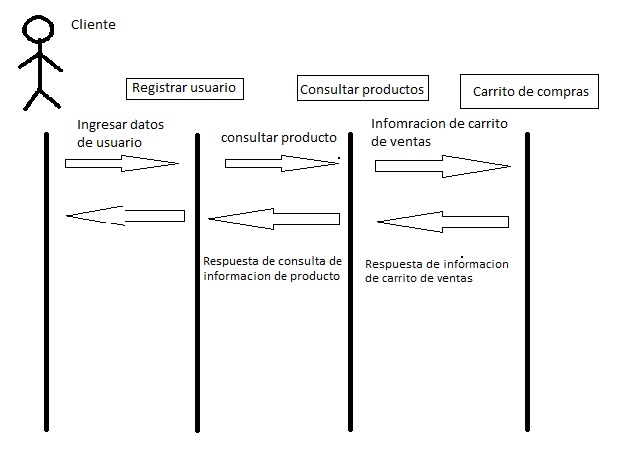 Cliente
Registrar usuario
Consultar productos
Carrito de compras
Ingresar datos
de usuario
consultar producto
Infomracion de carrito
de ventas
Respuesta de consulta de
informacion de producto
Respuesta de informacion
de carrito de ventas